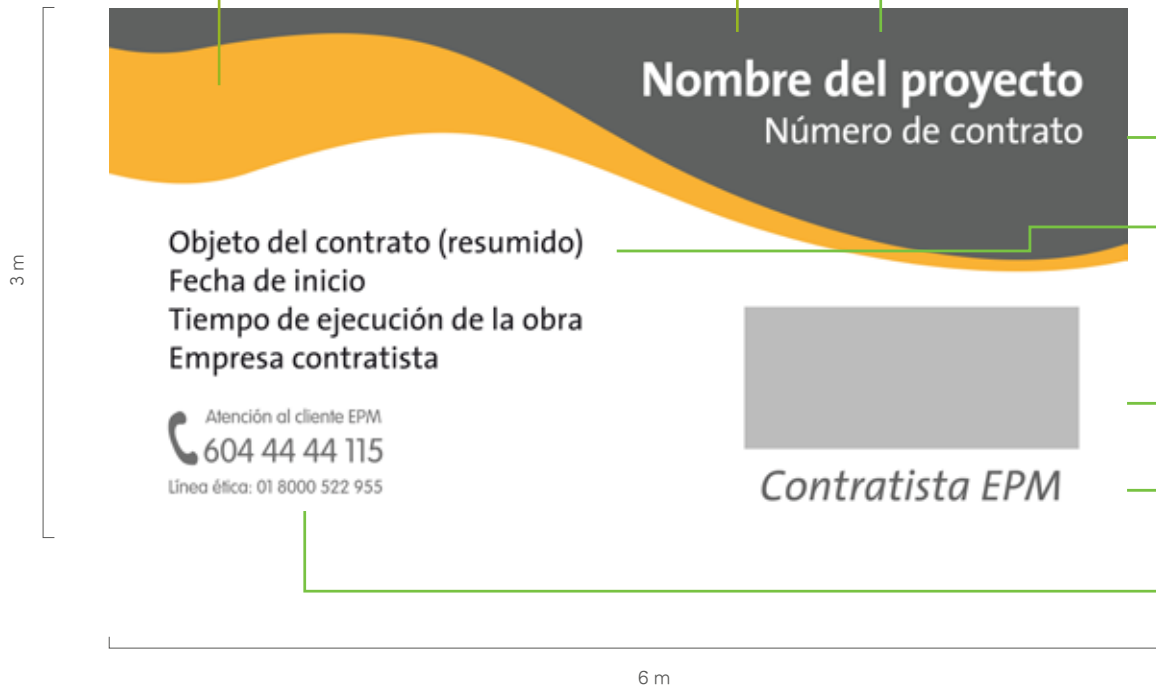 Nombre del proyecto
Número de contrato
Objeto del contrato (resumido)
Fecha de inicio
Tiempo de ejecución de la obra
Empresa contratista
Atención al cliente EPM
604 44 44 115
Línea ética: 01 8000 522 955
Contratista EPM
3 m
6 m